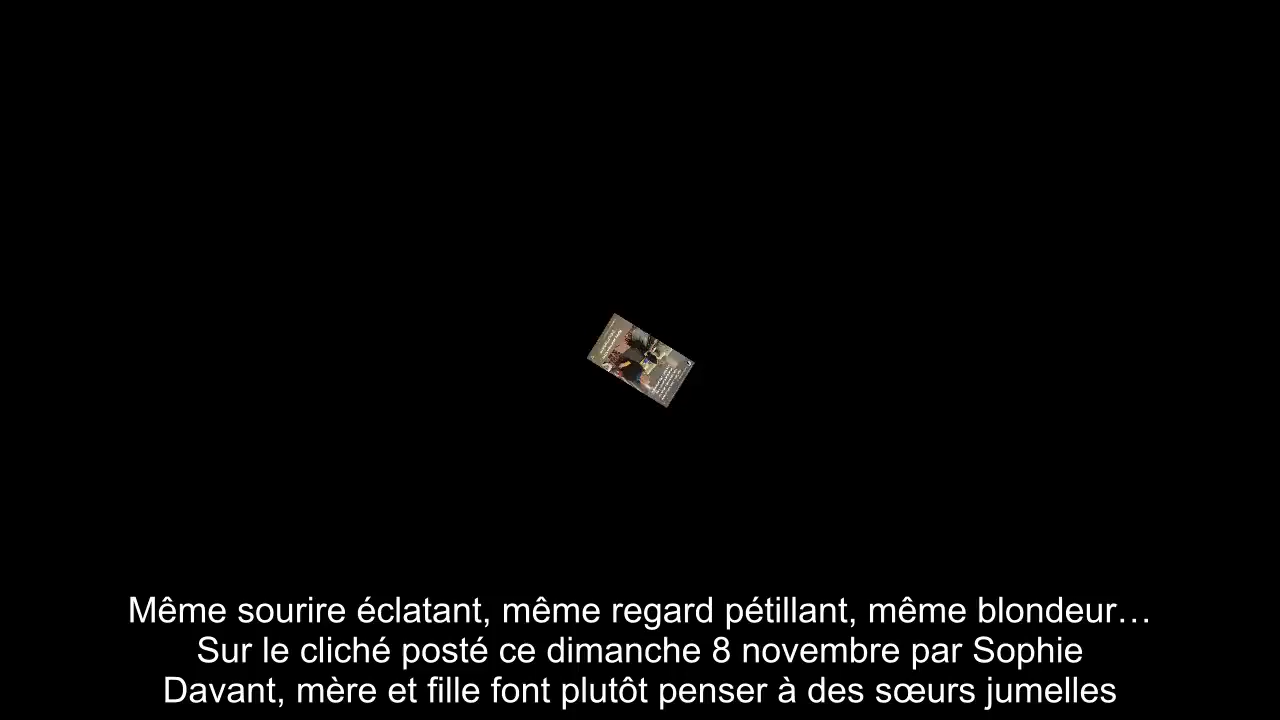 Même sourire éclatant, même regard pétillant, même blondeur…
Sur le cliché posté ce dimanche 8 novembre par Sophie
Davant, mère et fille font plutôt penser à des sœurs jumelles